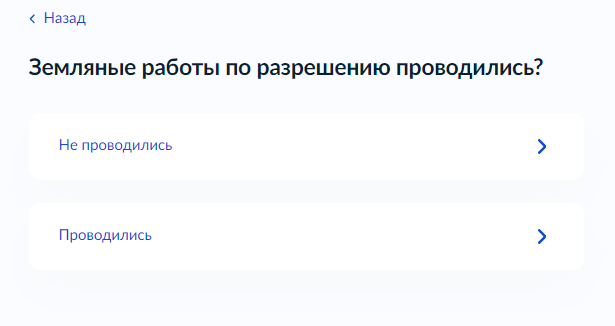 Назад
Земляные работы по разрешению проводились?
Не проводились
Проводились